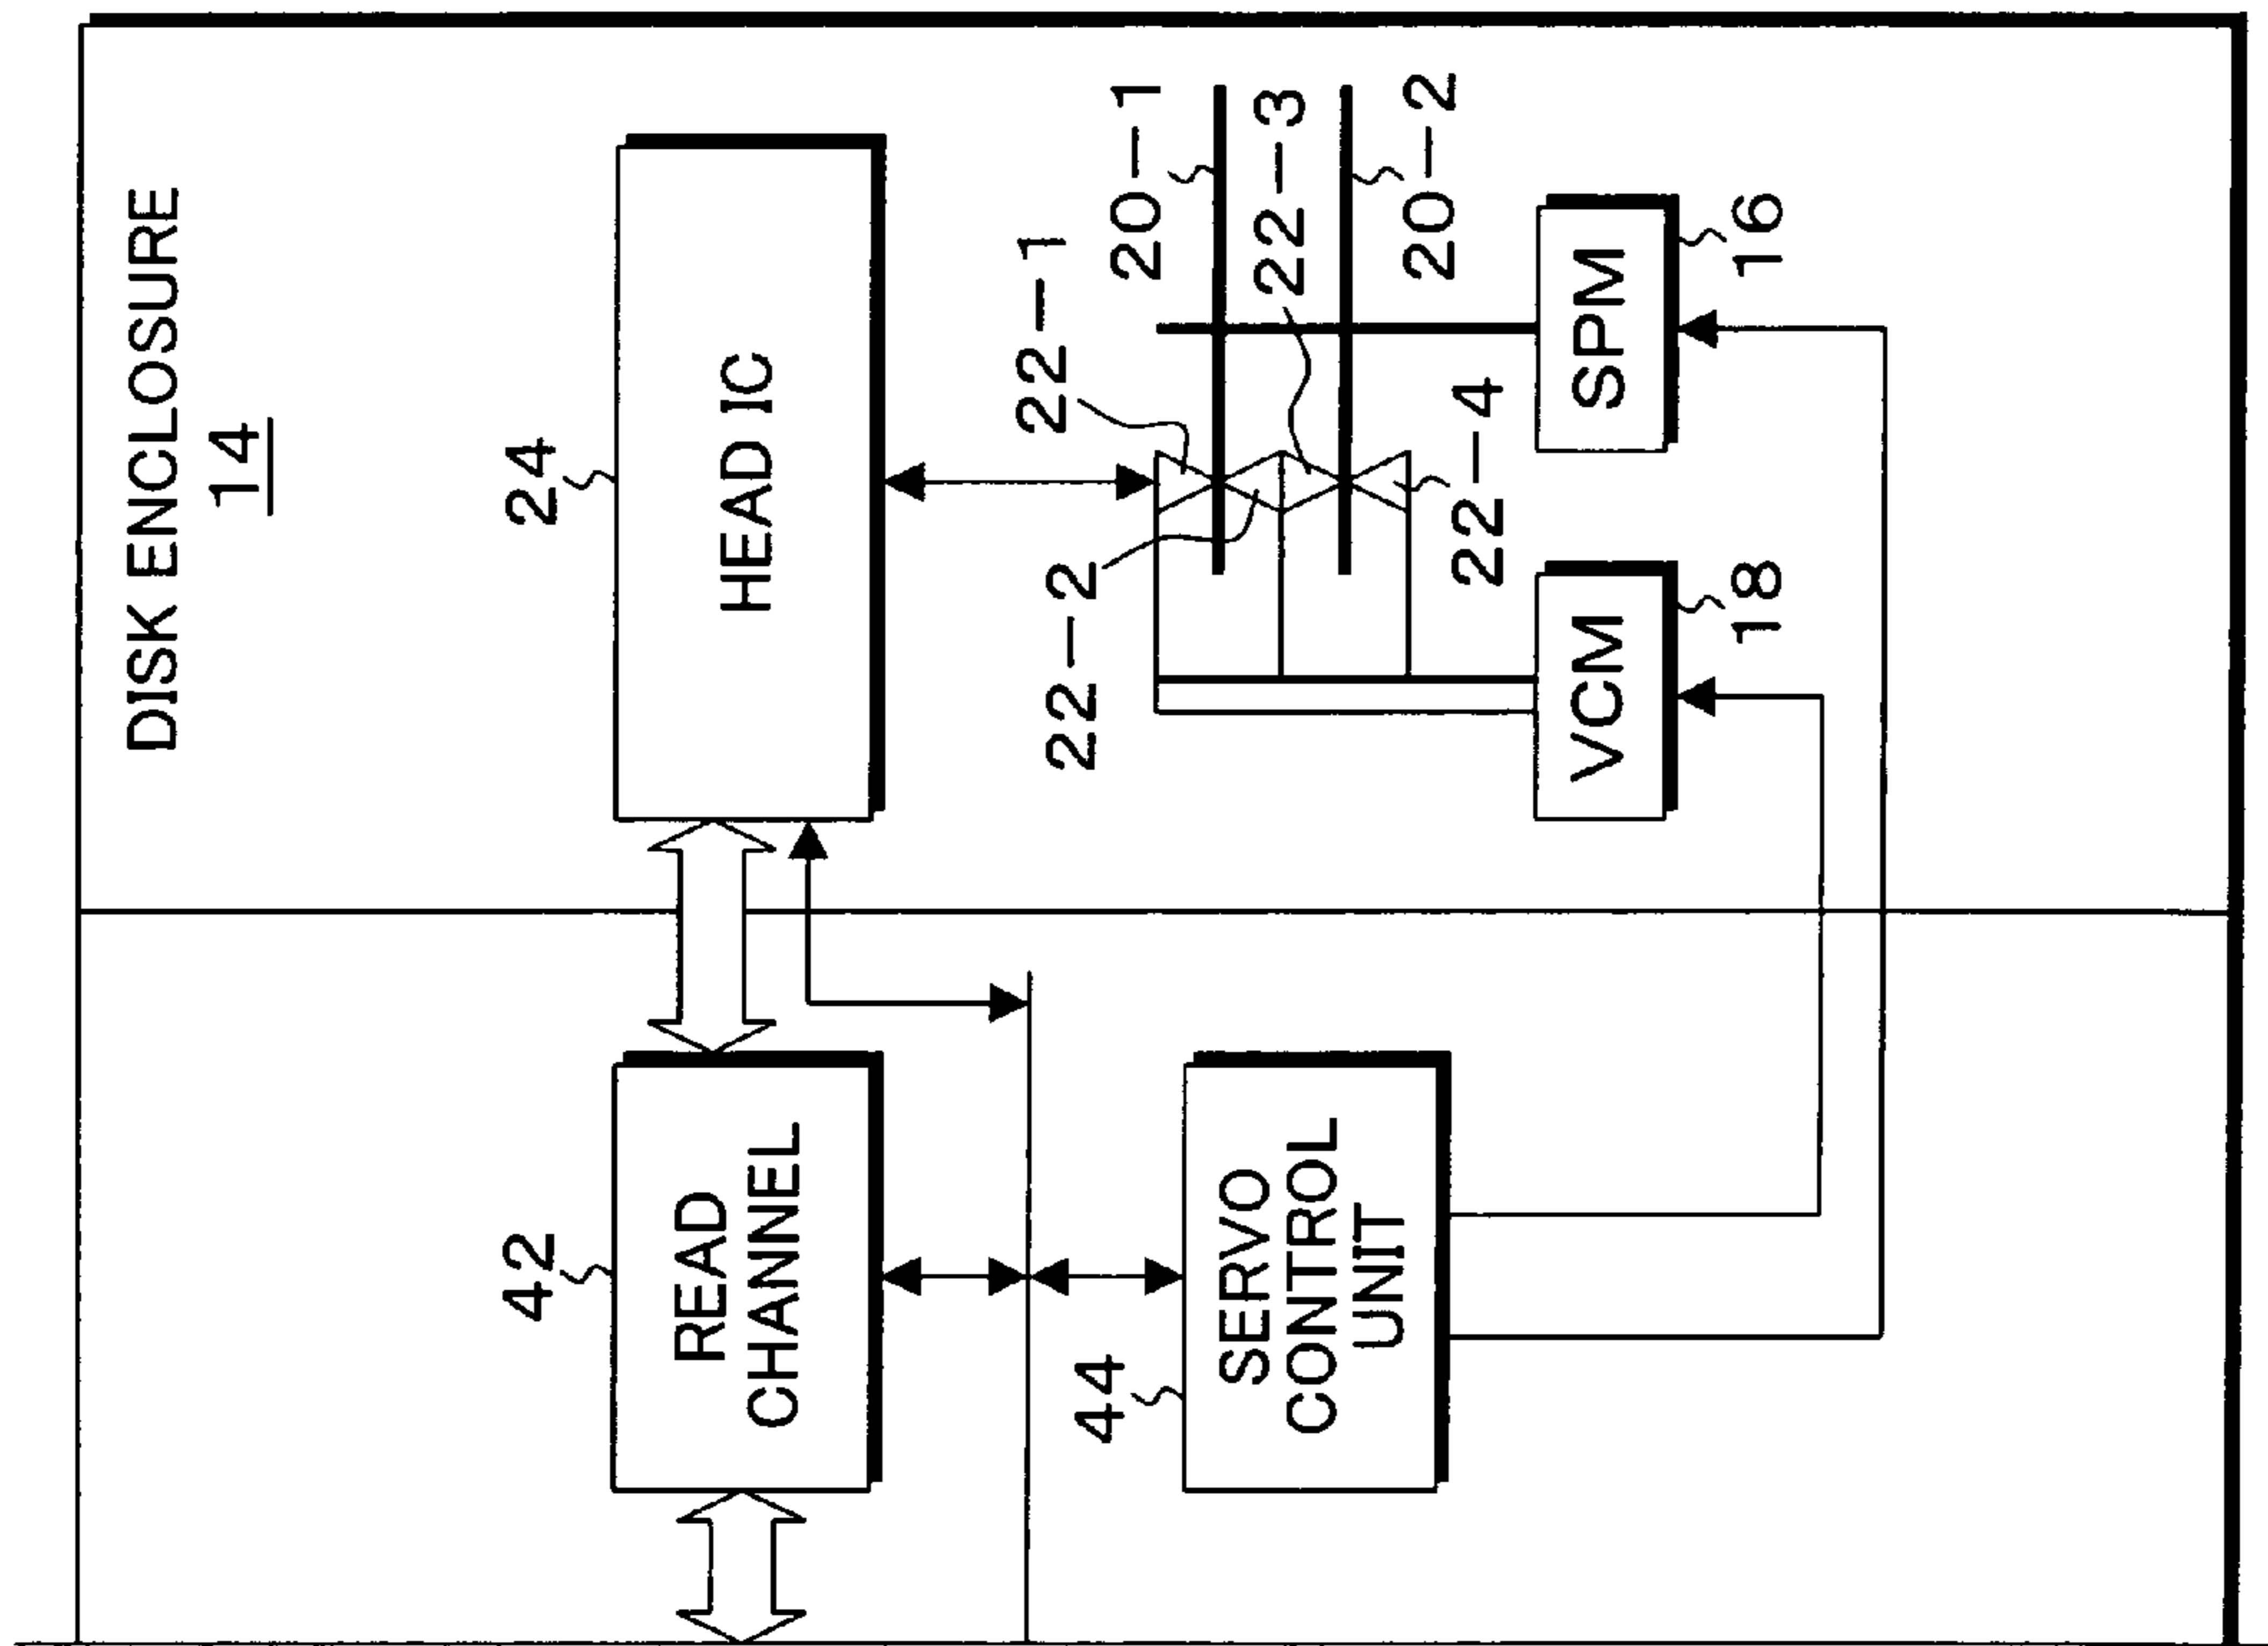 DISK ENCLOSURE
14
24
HEAD IC
42
READ
CHANNEL
22-1
20-1
22-3
22-2
20-2
22-4
44
SERVO
CONTROL
UNIT
VCM
18
SPM
16